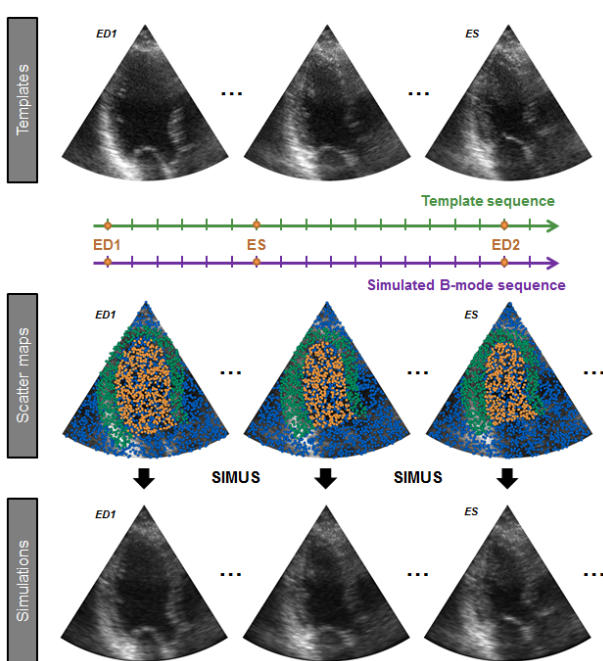 Templates
ED1
ES
... ...
Template sequence
ED1 ES ED2
Simulated B-mode sequence
Scatter maps
ED1
ES
... ... ...
SIMUS SIMUS
Simulations
ED1
ES
... ... ...